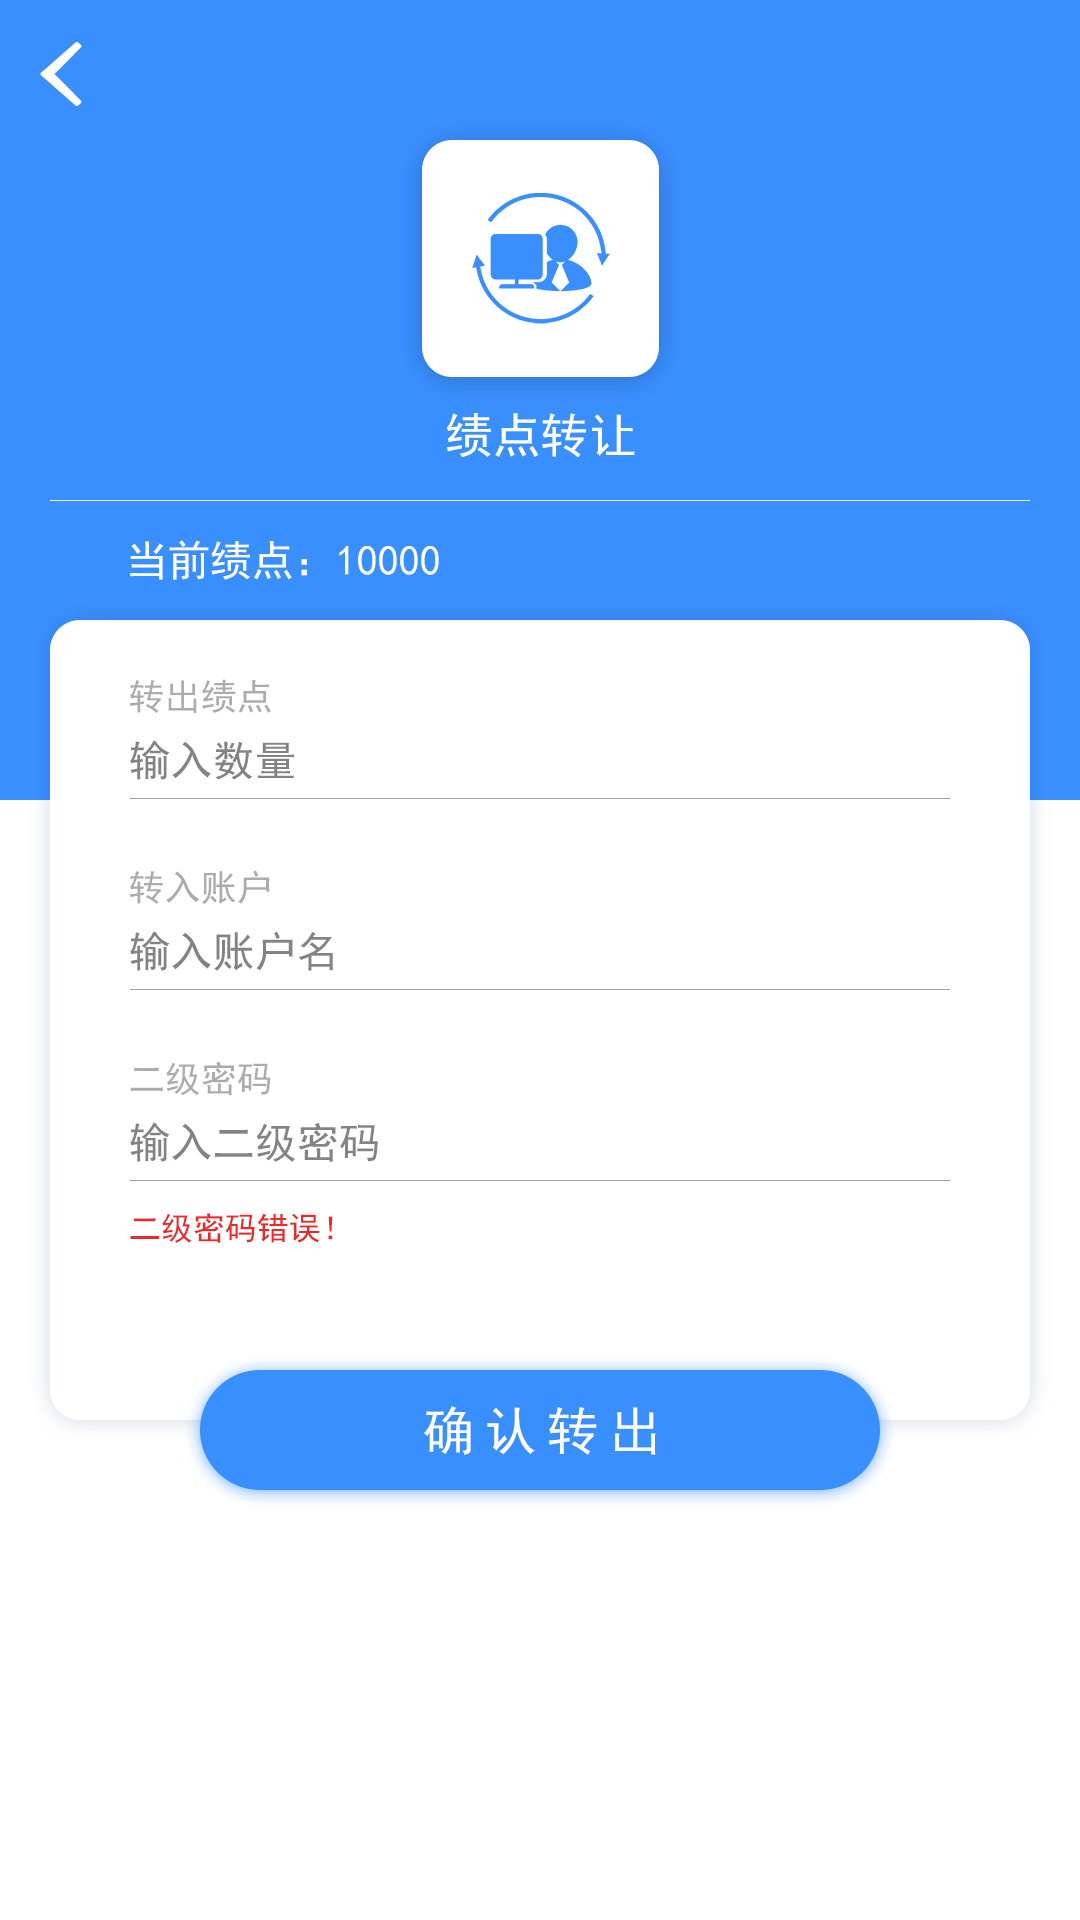 绩点转让
当前绩点：10000
转出绩点
输入数量
转入账户
输入账户名
二级密码
输入二级密码
二级密码错误！
确认转出